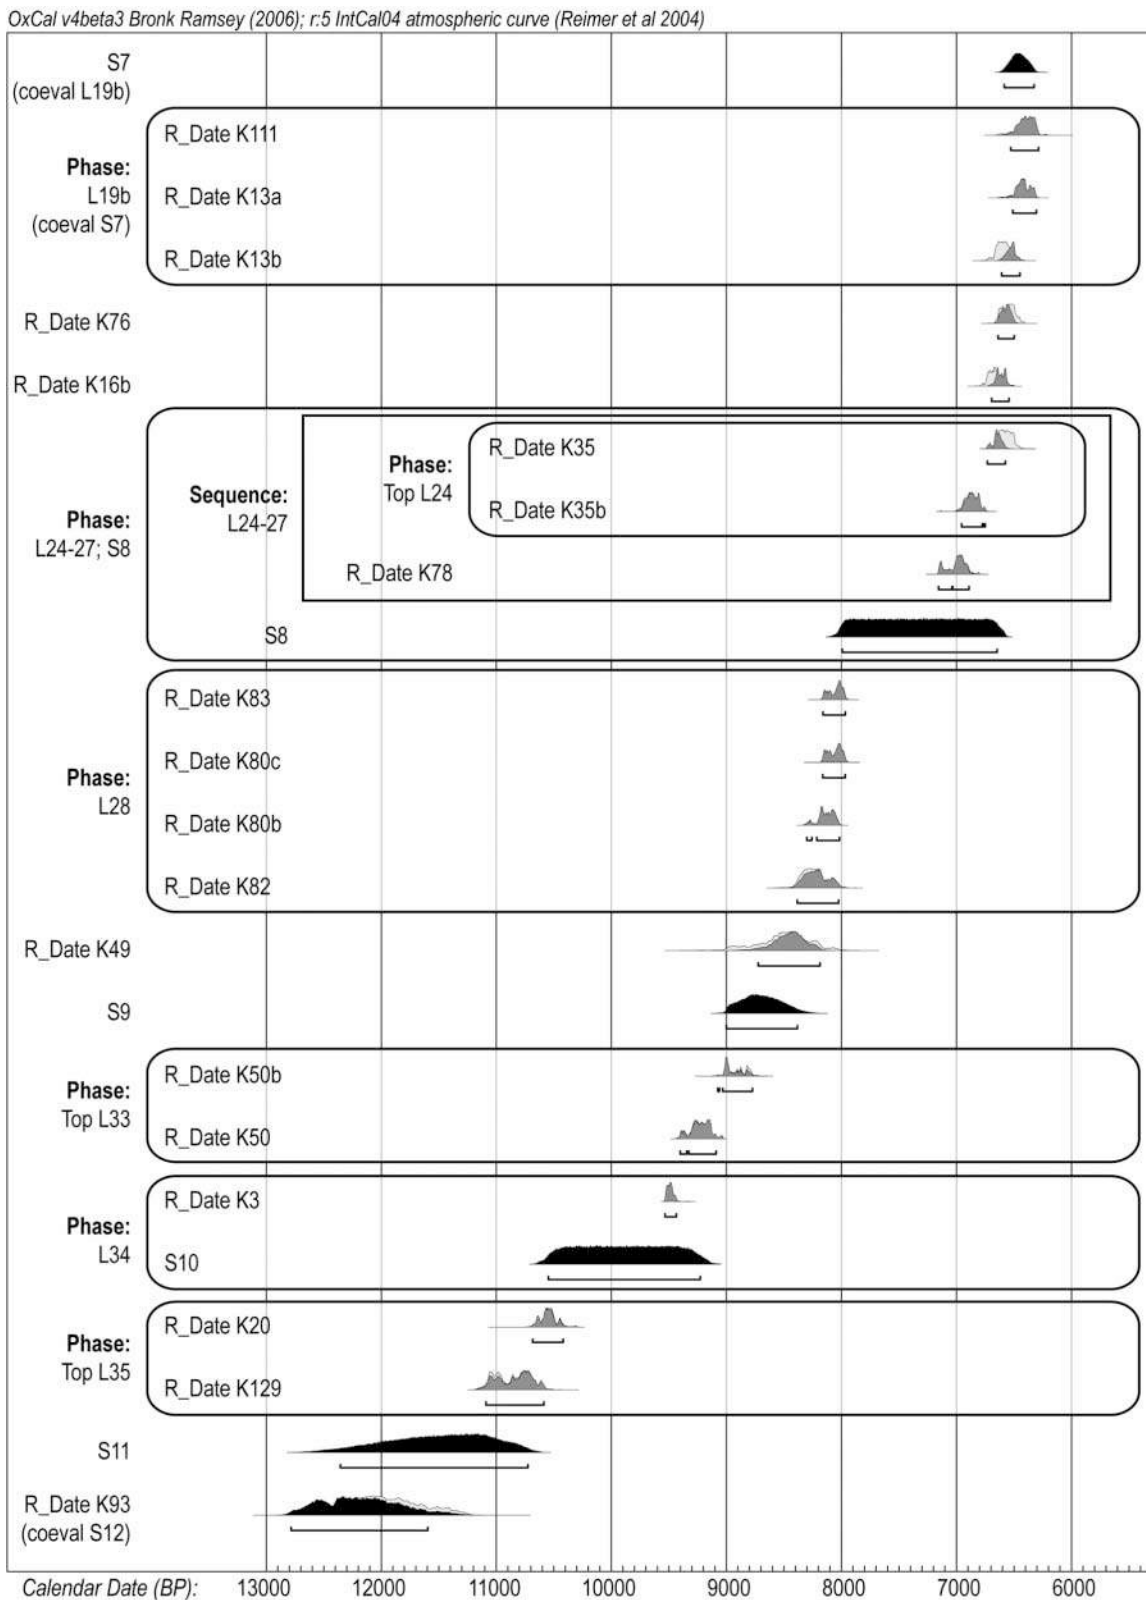 OxCal v4beta3 Bronk Ramsey (2006); r:5 IntCal04 atmospheric curve (Reimer et al 2004)
S7
(coeval L19b)
R_Date K111
Phase:
L19b
(coeval S7)
R_Date K13a
R_Date K13b
R_Date K76
R_Date K16b
R_Date K35
Phase:
Top L24
Sequence:
L24-27
R_Date K35b
Phase:
L24-27; S8
R_Date K78
S8
R_Date K83
R_Date K80c
Phase:
L28
R_Date K80b
R_Date K82
R_Date K49
S9
R_Date K50b
Phase:
Top L33
R_Date K50
R_Date K3
Phase:
L34
S10
R_Date K20
Phase:
Top L35
R_Date K129
S11
R_Date K93
(coeval S12)
Calendar Date (BP): 13000 12000 11000 10000 9000 8000 7000 6000